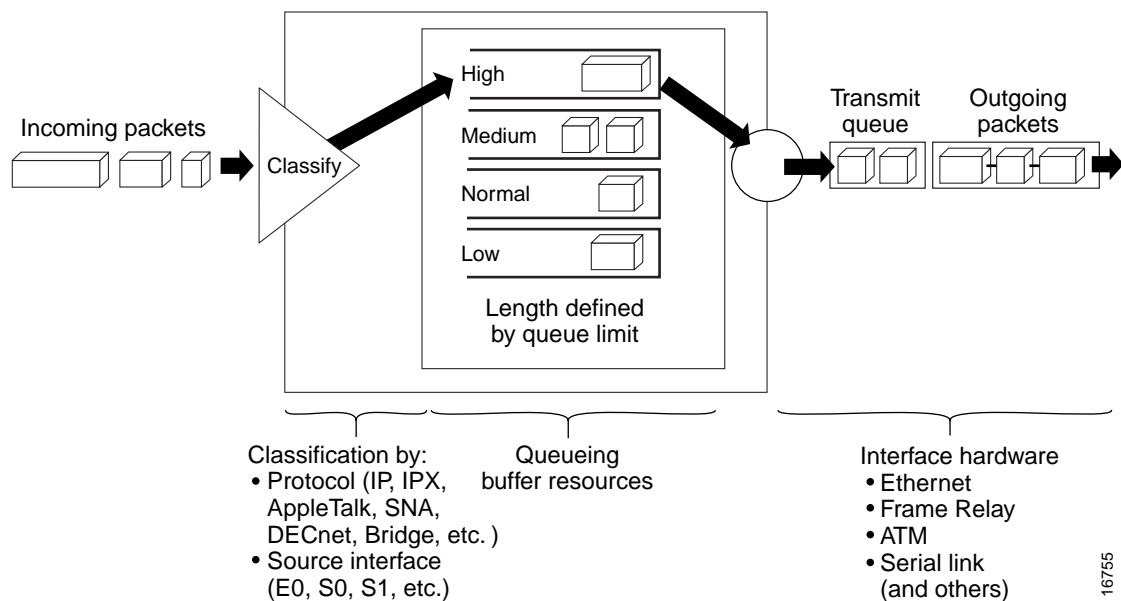 Incoming packets
Classify
High
Medium
Normal
Low
Length defined
by queue limit
Transmit
queue
Outgoing
packets
Classification by:
• Protocol (IP, IPX,
AppleTalk, SNA,
DECnet, Bridge, etc. )
• Source interface
(E0, S0, S1, etc.)
Queueing
buffer resources
Interface hardware
• Ethernet
• Frame Relay
• ATM
• Serial link
(and others)
16755